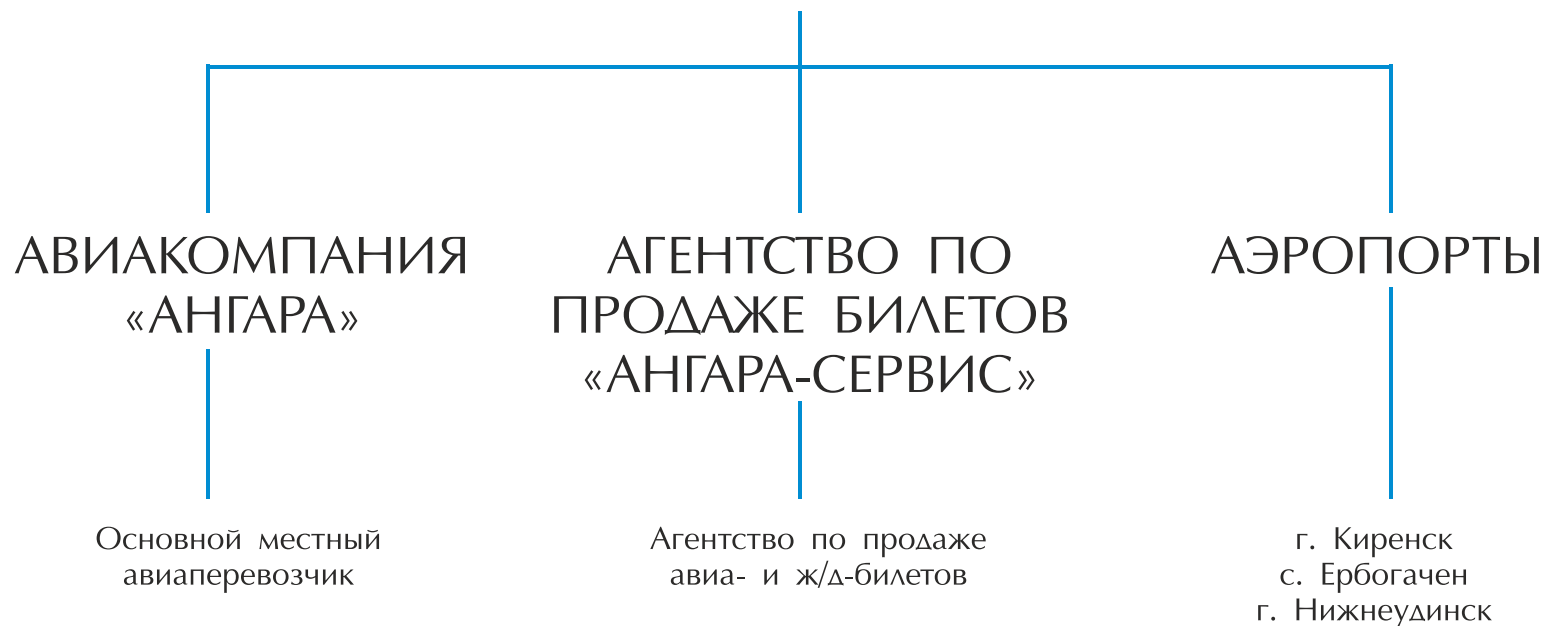 АВИАКОМПАНИЯ
«АНГАРА»
АГЕНТСТВО ПО
ПРОДАЖЕ БИЛЕТОВ
«АНГАРА-СЕРВИС»
АЭРОПОРТЫ
Основной местный
авиаперевозчик
Агентство по продаже
авиа- и ж/д-билетов
г. Киренск
с. Ербогачен
г. Нижнеудинск